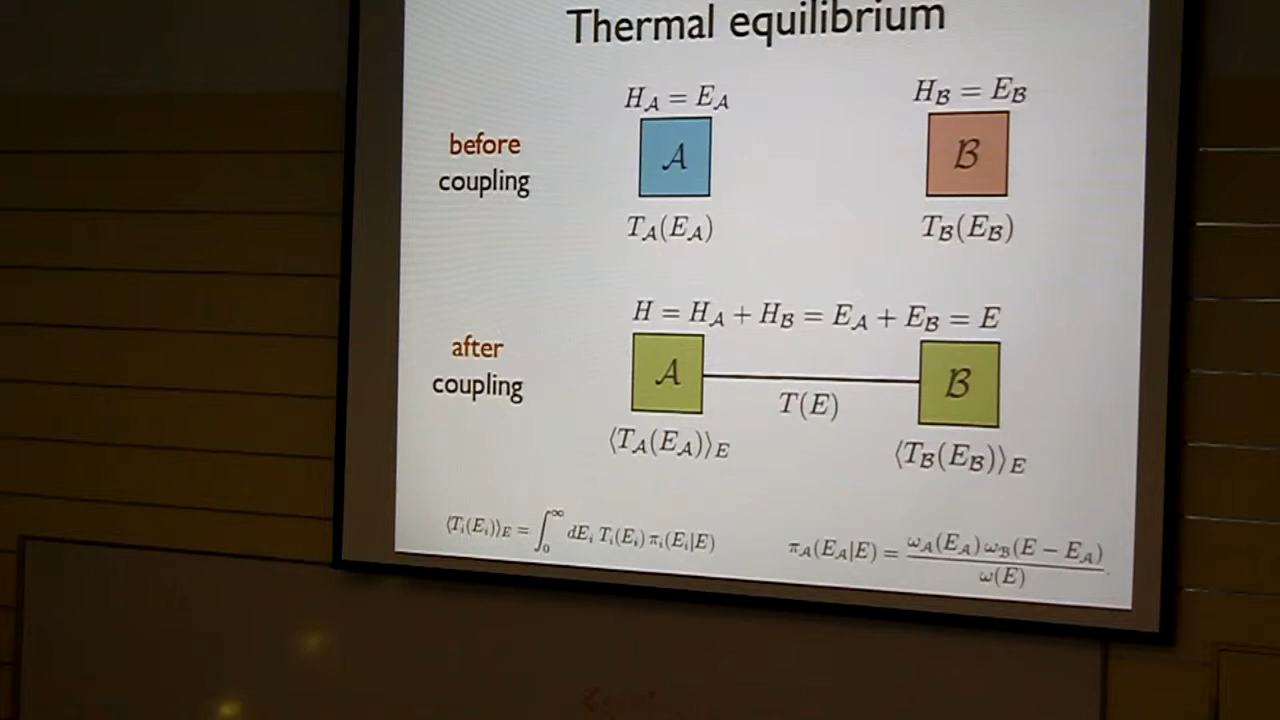 Thermal equilibrium
H_𝒜 = E_𝒜
H_ℬ = E_ℬ
before
coupling
𝒜
ℬ
T_𝒜(E_𝒜)
T_ℬ(E_ℬ)
H = H_𝒜 + H_ℬ = E_𝒜 + E_ℬ = E
after
coupling
𝒜
ℬ
T(E)
⟨T_𝒜(E_𝒜)⟩_E
⟨T_ℬ(E_ℬ)⟩_E
⟨T_i(E_i)⟩_E = ∫_0^∞ dE_i T_i(E_i) π_i(E_i|E)
π_𝒜(E_𝒜|E) = ω_𝒜(E_𝒜) ω_ℬ(E − E_𝒜) / ω(E)